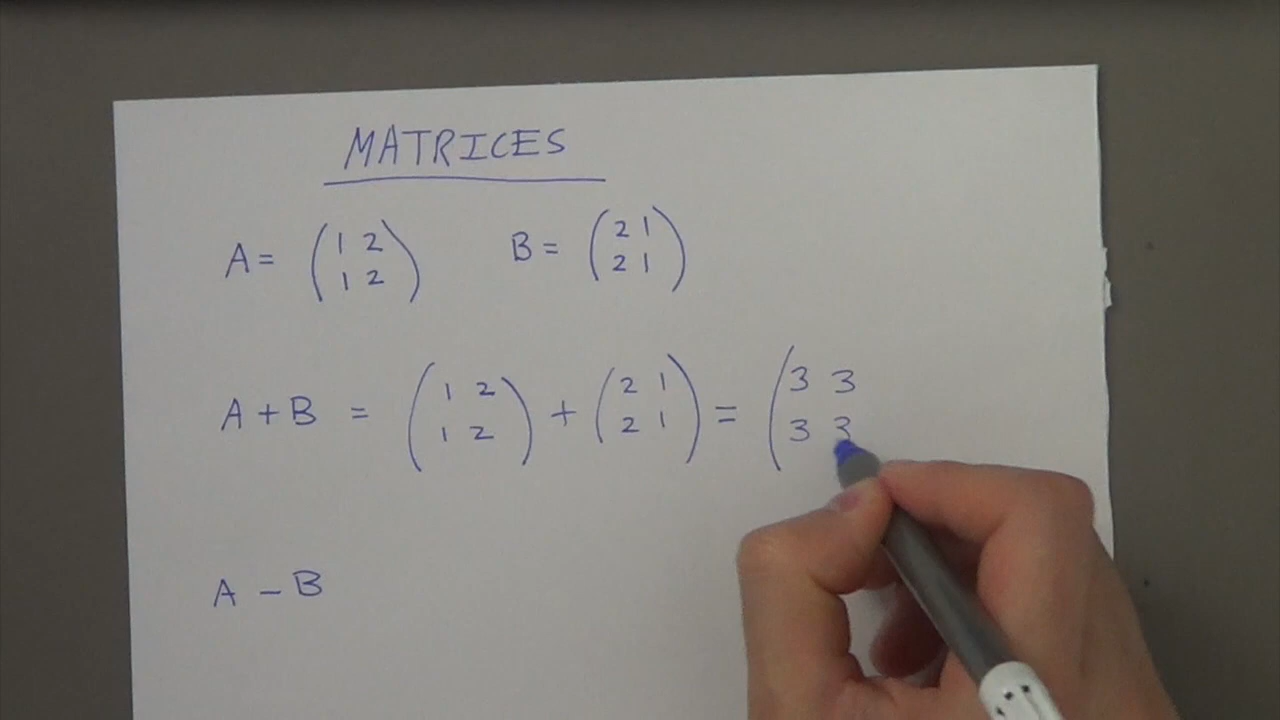 MATRICES
A = ( 1 2 ) B = ( 2 1 )
1 2 2 1
A + B = ( 1 2 ) + ( 2 1 ) = ( 3 3
1 2 2 1 3 3
A - B